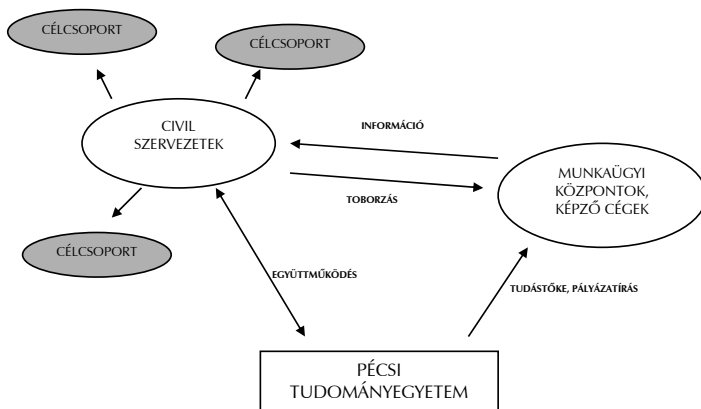 CÉLCSOPORT
CÉLCSOPORT
CIVIL
SZERVEZETEK
INFORMÁCIÓ
MUNKAÜGYI
KÖZPONTOK,
KÉPZŐ CÉGEK
TOBORZÁS
CÉLCSOPORT
EGYÜTTMŰKÖDÉS
TUDÁSTŐKE, PÁLYÁZATÍRÁS
PÉCSI
TUDOMÁNYEGYETEM